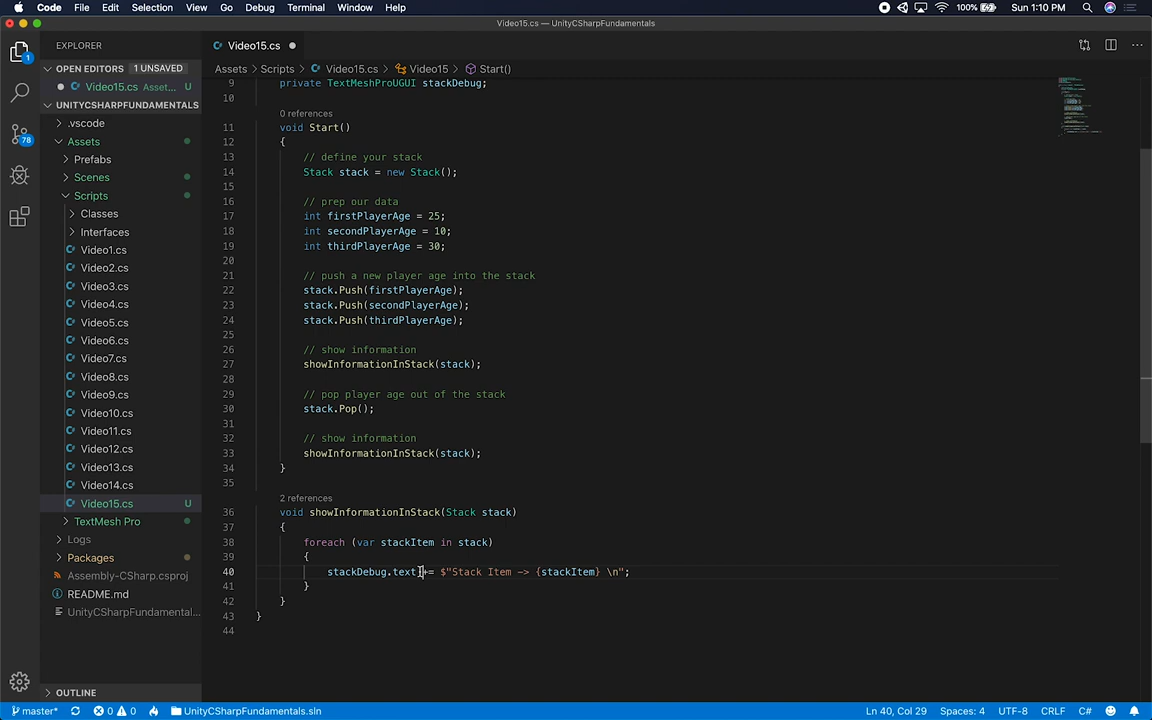 Code File Edit Selection View Go Debug Terminal Window Help
100% Sun 1:10 PM
Video15.cs — UnityCSharpFundamentals
EXPLORER
OPEN EDITORS 1 UNSAVED
Video15.cs Asset... U
UNITYCSHARPFUNDAMENTALS
.vscode
Assets
Prefabs
Scenes
Scripts
Classes
Interfaces
Video1.cs
Video2.cs
Video3.cs
Video4.cs
Video5.cs
Video6.cs
Video7.cs
Video8.cs
Video9.cs
Video10.cs
Video11.cs
Video12.cs
Video13.cs
Video14.cs
Video15.cs U
TextMesh Pro
Logs
Packages
Assembly-CSharp.csproj
README.md
UnityCSharpFundamental...
OUTLINE
1
78
Video15.cs
Assets > Scripts > Video15.cs > Video15 > Start()
9 private TextMeshProUGUI stackDebug;
10
0 references
11 void Start()
12 {
13 // define your stack
14 Stack stack = new Stack();
15
16 // prep our data
17 int firstPlayerAge = 25;
18 int secondPlayerAge = 10;
19 int thirdPlayerAge = 30;
20
21 // push a new player age into the stack
22 stack.Push(firstPlayerAge);
23 stack.Push(secondPlayerAge);
24 stack.Push(thirdPlayerAge);
25
26 // show information
27 showInformationInStack(stack);
28
29 // pop player age out of the stack
30 stack.Pop();
31
32 // show information
33 showInformationInStack(stack);
34 }
35
2 references
36 void showInformationInStack(Stack stack)
37 {
38 foreach (var stackItem in stack)
39 {
40 stackDebug.text += $"Stack Item -> {stackItem} \n";
41 }
42 }
43 }
44
master* 0 0 UnityCSharpFundamentals.sln Ln 40, Col 29 Spaces: 4 UTF-8 CRLF C#